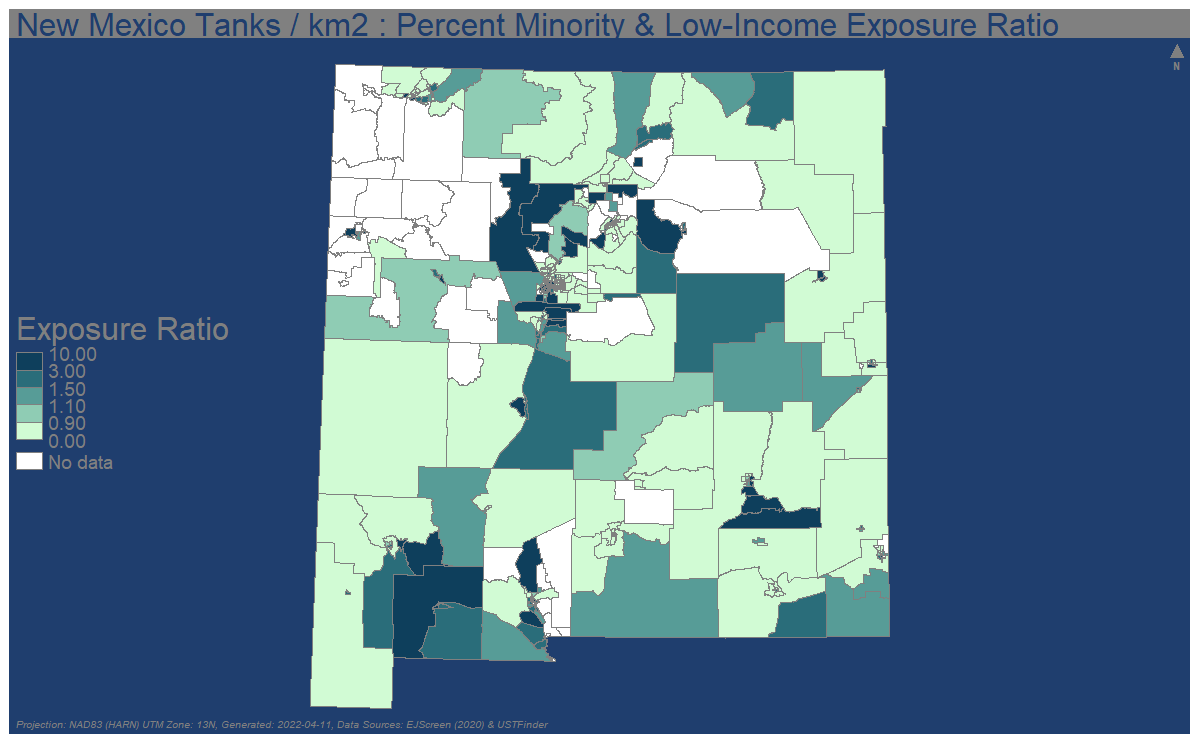 New Mexico Tanks / km2 : Percent Minority & Low-Income Exposure Ratio
N
Exposure Ratio
10.00
3.00
1.50
1.10
0.90
0.00
No data
Projection: NAD83 (HARN) UTM Zone: 13N, Generated: 2022-04-11, Data Sources: EJScreen (2020) & USTFinder